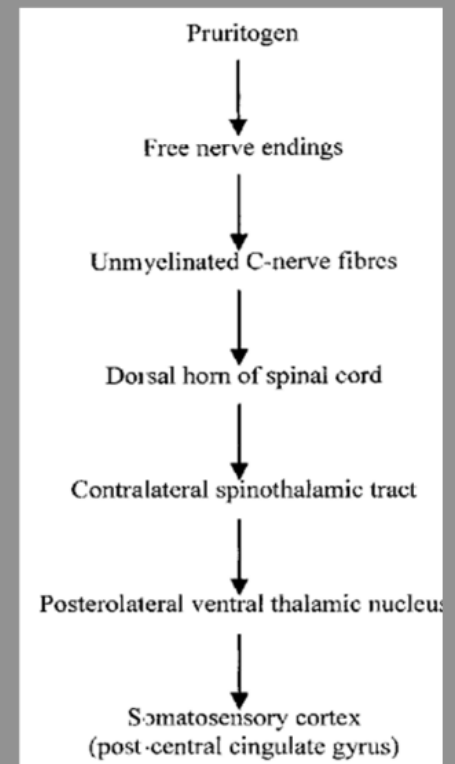 Pruritogen
Free nerve endings
Unmyelinated C-nerve fibres
Dorsal horn of spinal cord
Contralateral spinothalamic tract
Posterolateral ventral thalamic nucleus
Somatosensory cortex
(post-central cingulate gyrus)